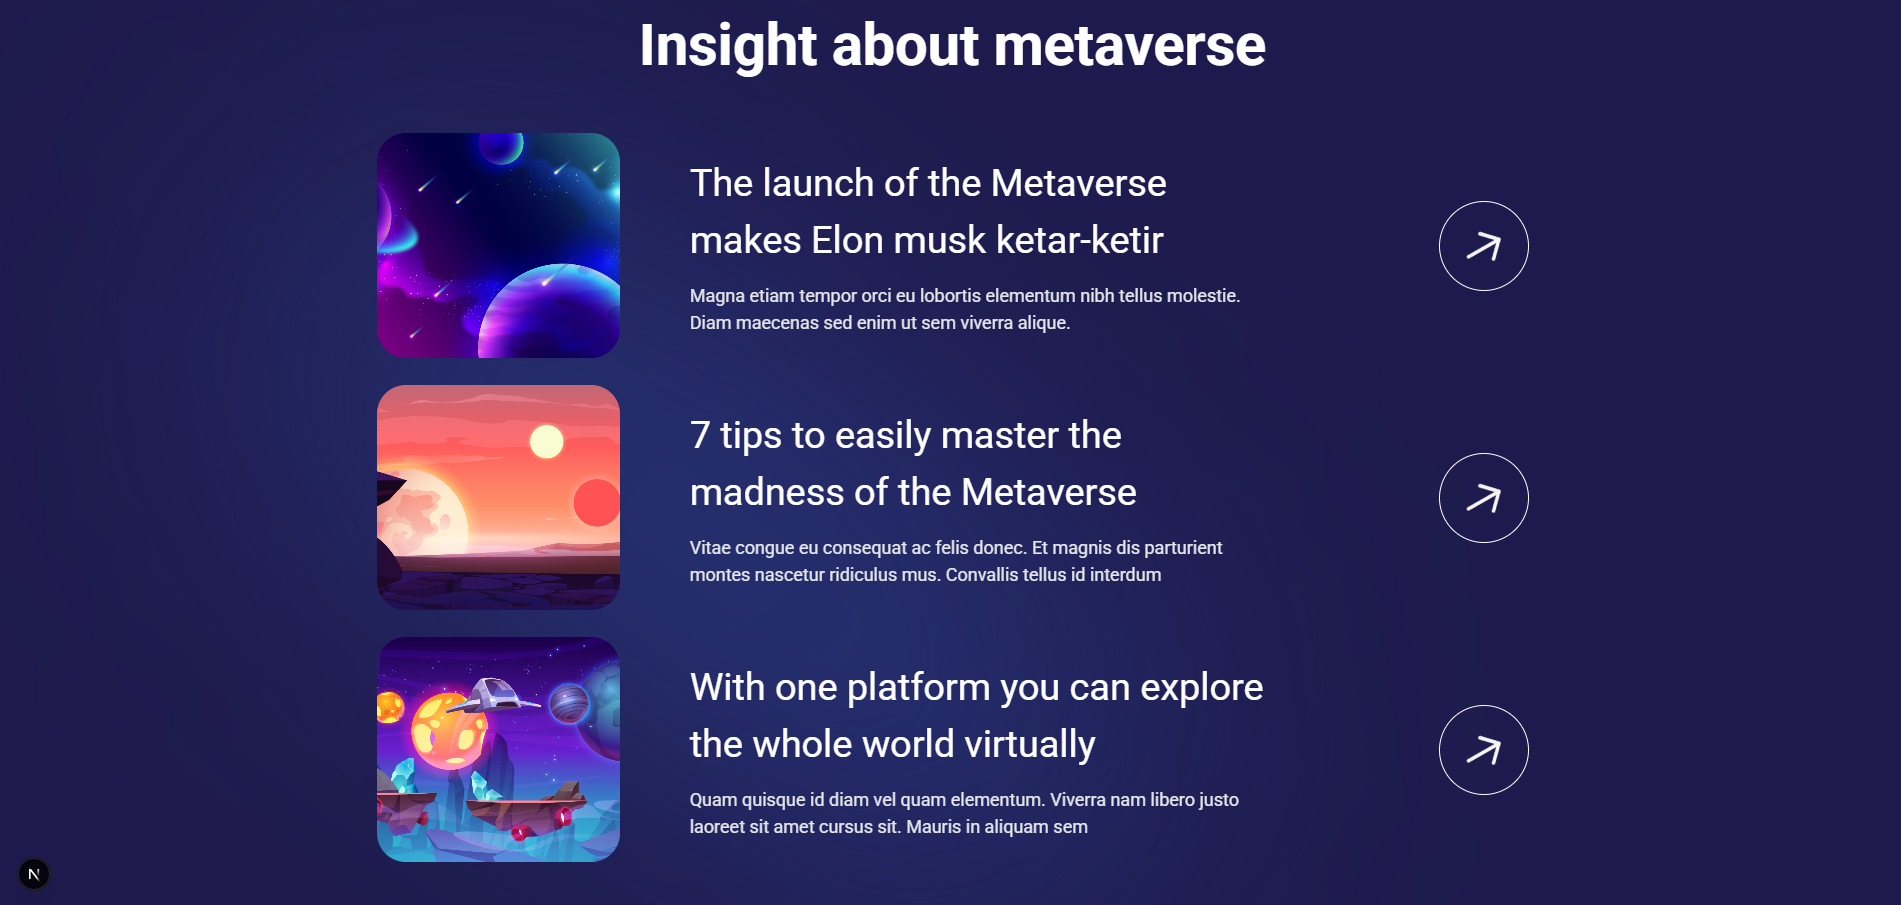 Insight about metaverse
The launch of the Metaverse
makes Elon musk ketar-ketir
Magna etiam tempor orci eu lobortis elementum nibh tellus molestie.
Diam maecenas sed enim ut sem viverra alique.
7 tips to easily master the
madness of the Metaverse
Vitae congue eu consequat ac felis donec. Et magnis dis parturient
montes nascetur ridiculus mus. Convallis tellus id interdum
With one platform you can explore
the whole world virtually
Quam quisque id diam vel quam elementum. Viverra nam libero justo
laoreet sit amet cursus sit. Mauris in aliquam sem
N